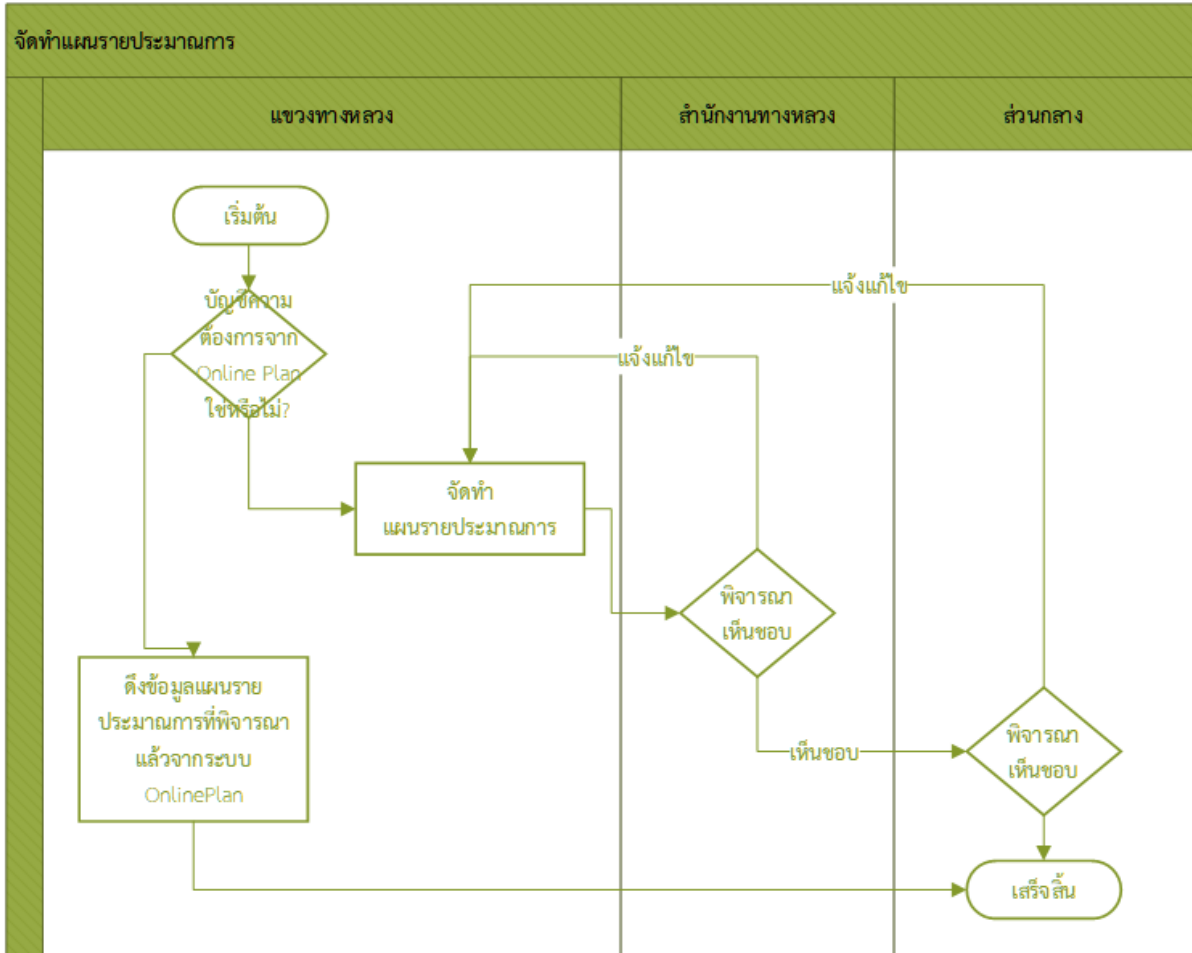 จัดทำแผนรายประมาณการ
แขวงทางหลวง
สำนักงานทางหลวง
ส่วนกลาง
เริ่มต้น
บัญชีความ
ต้องการจาก
Online Plan
ใช่หรือไม่?
แจ้งแก้ไข
แจ้งแก้ไข
จัดทำ
แผนรายประมาณการ
พิจารณา
เห็นชอบ
ดึงข้อมูลแผนราย
ประมาณการที่พิจารณา
แล้วจากระบบ
OnlinePlan
เห็นชอบ
พิจารณา
เห็นชอบ
เสร็จสิ้น